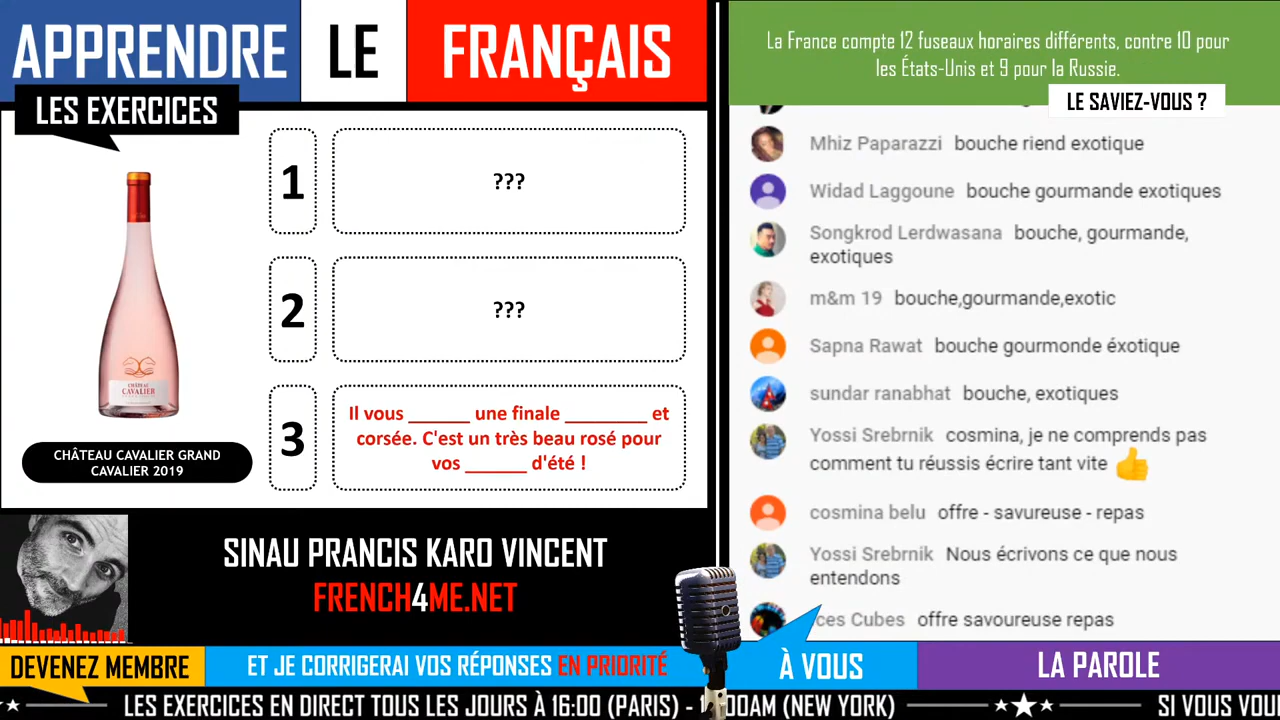 APPRENDRE LE FRANÇAIS
LES EXERCICES
CHÂTEAU
CAVALIER
CHÂTEAU CAVALIER GRAND
CAVALIER 2019
1
???
2
???
3
Il vous ______ une finale ________ et
corsée. C'est un très beau rosé pour
vos ______ d'été !
La France compte 12 fuseaux horaires différents, contre 10 pour
les États-Unis et 9 pour la Russie.
LE SAVIEZ-VOUS ?
Mhiz Paparazzi bouche riend exotique
Widad Laggoune bouche gourmande exotiques
Songkrod Lerdwasana bouche, gourmande,
exotiques
m&m 19 bouche,gourmande,exotic
Sapna Rawat bouche gourmonde éxotique
sundar ranabhat bouche, exotiques
Yossi Srebrnik cosmina, je ne comprends pas
comment tu réussis écrire tant vite 👍
cosmina belu offre - savureuse - repas
Yossi Srebrnik Nous écrivons ce que nous
entendons
Cubes offre savoureuse repas
SINAU PRANCIS KARO VINCENT
FRENCH4ME.NET
DEVENEZ MEMBRE
ET JE CORRIGERAI VOS RÉPONSES EN PRIORITÉ
À VOUS
LA PAROLE
LES EXERCICES EN DIRECT TOUS LES JOURS À 16:00 (PARIS) - 00AM (NEW YORK)
SI VOUS VOU